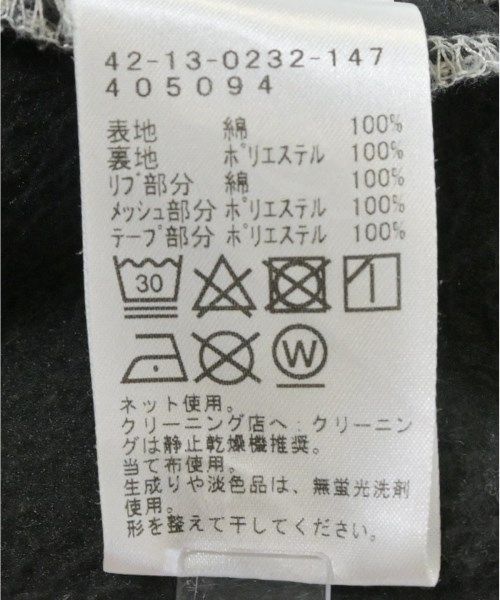 42-13-0232-147
405094
表地 綿 100%
裏地 ポリエステル 100%
リブ部分 綿 100%
メッシュ部分 ポリエステル 100%
テープ部分 ポリエステル 100%
30
W
ネット使用。
クリーニング店へ：クリーニン
グは静止乾燥機推奨。
当て布使用。
生成りや淡色品は、無蛍光洗剤
使用。
形を整えて干してください。